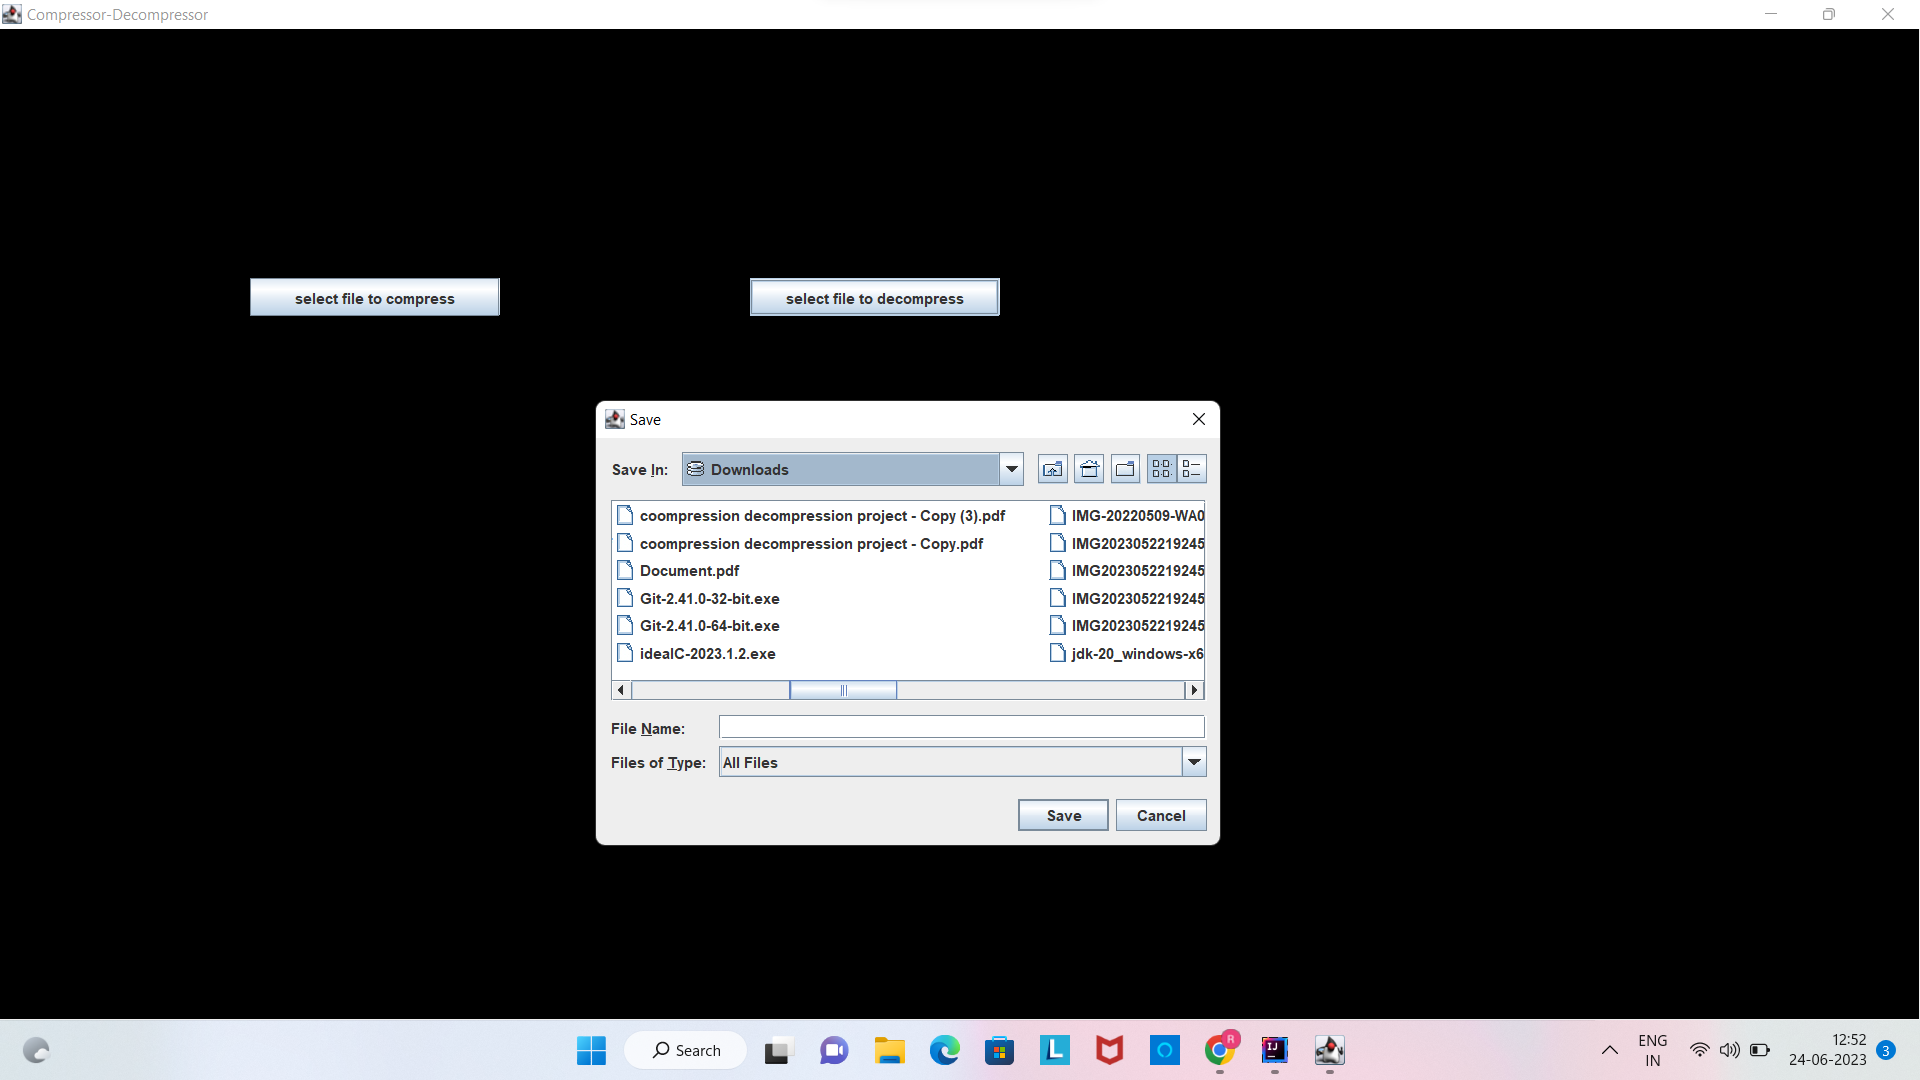 Compressor-Decompressor
select file to compress
select file to decompress
Save
Save In:
Downloads
coompression decompression project - Copy (3).pdf
coompression decompression project - Copy.pdf
Document.pdf
Git-2.41.0-32-bit.exe
Git-2.41.0-64-bit.exe
ideaIC-2023.1.2.exe
IMG-20220509-WA0
IMG2023052219245
IMG2023052219245
IMG2023052219245
IMG2023052219245
jdk-20_windows-x6
File Name:
Files of Type:
All Files
Save
Cancel
Search
L
R
IJ
ENG
IN
12:52
24-06-2023
3